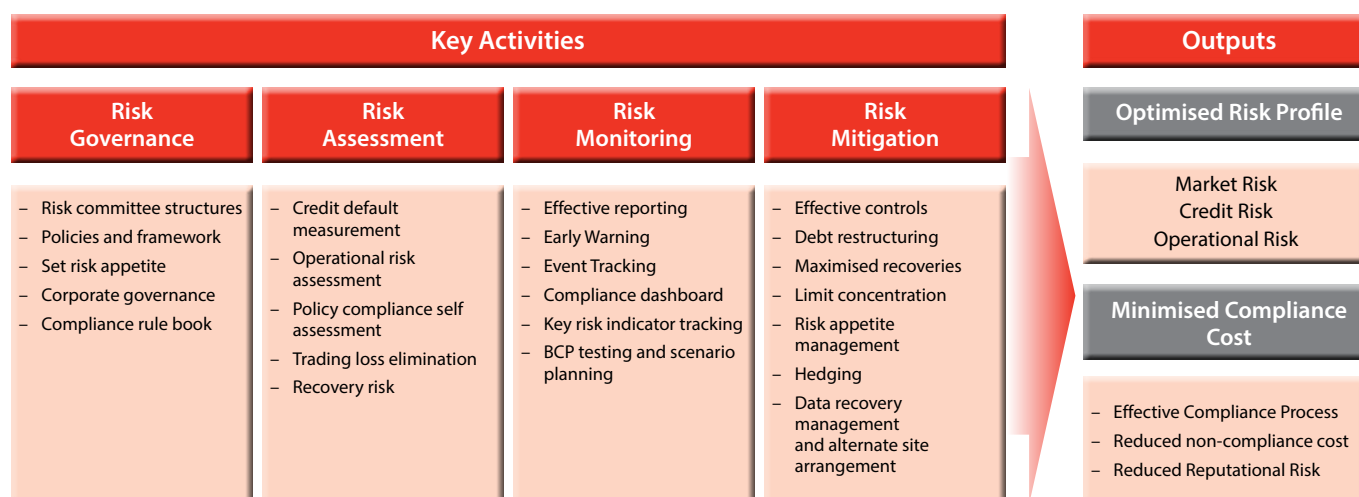 Key Activities
Outputs
Risk
Governance
Risk
Assessment
Risk
Monitoring
Risk
Mitigation
– Risk committee structures
– Policies and framework
– Set risk appetite
– Corporate governance
– Compliance rule book
– Credit default
measurement
– Operational risk
assessment
– Policy compliance self
assessment
– Trading loss elimination
– Recovery risk
– Effective reporting
– Early Warning
– Event Tracking
– Compliance dashboard
– Key risk indicator tracking
– BCP testing and scenario
planning
– Effective controls
– Debt restructuring
– Maximised recoveries
– Limit concentration
– Risk appetite
management
– Hedging
– Data recovery
management
and alternate site
arrangement
Optimised Risk Profile
Market Risk
Credit Risk
Operational Risk
Minimised Compliance
Cost
– Effective Compliance Process
– Reduced non-compliance cost
– Reduced Reputational Risk